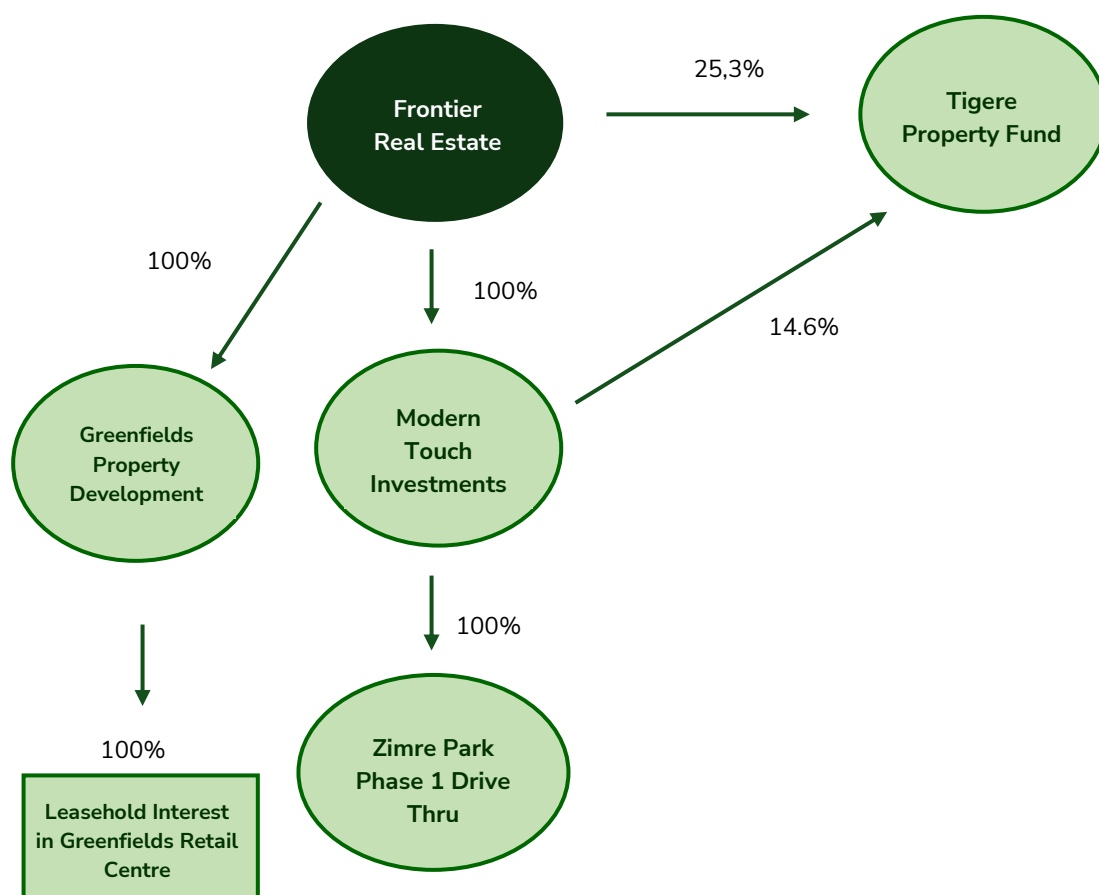 Frontier
Real Estate
25,3%
Tigere
Property Fund
100%
100%
14.6%
Greenfields
Property
Development
Modern
Touch
Investments
100%
100%
Zimre Park
Phase 1 Drive
Thru
Leasehold Interest
in Greenfields Retail
Centre